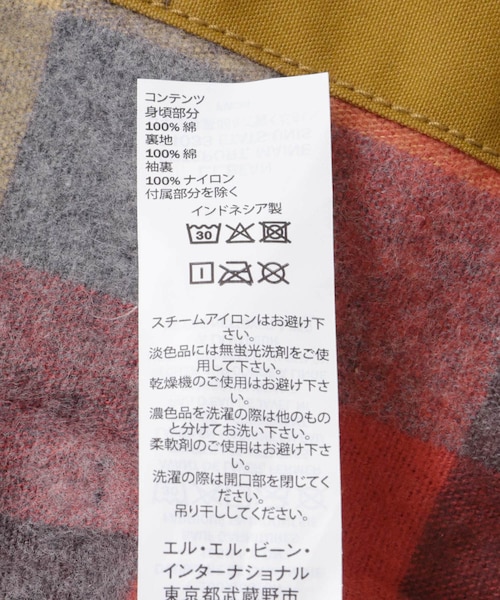 コンテンツ
身頃部分
100% 綿
裏地
100% 綿
袖裏
100% ナイロン
付属部分を除く
インドネシア製
30
スチームアイロンはお避け下
さい。
淡色品には無蛍光洗剤をご使
用して下さい。
乾燥機のご使用はお避け下さ
い。
濃色品を洗濯の際は他のもの
と分けてお洗い下さい。
柔軟剤のご使用はお避け下さ
い。
洗濯の際は開口部を閉じてく
ださい。
吊り干ししてください。
エル・エル・ビーン・
インターナショナル
東京都武蔵野市